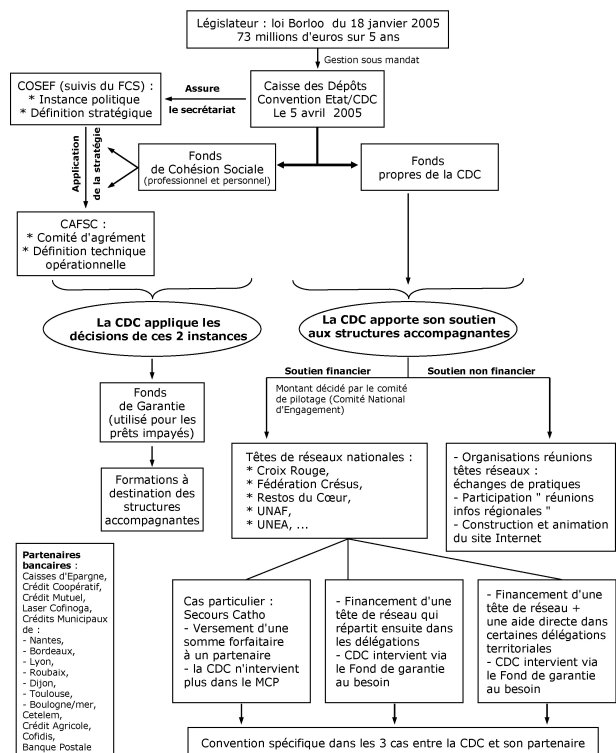 Législateur : loi Borloo du 18 janvier 2005
73 millions d'euros sur 5 ans
Gestion sous mandat
COSEF (suivis du FCS) :
* Instance politique
* Définition stratégique
Assure
le secrétariat
Caisse des Dépôts
Convention Etat/CDC
Le 5 avril 2005
Application
de la stratégie
Fonds
de Cohésion Sociale
(professionnel et personnel)
Fonds
propres de la CDC
CAFSC :
* Comité d'agrément
* Définition technique
opérationnelle
La CDC applique les
décisions de ces 2 instances
La CDC apporte son soutien
aux structures accompagnantes
Soutien financier
Soutien non financier
Montant décidé par le comité
de pilotage (Comité National
d'Engagement)
Fonds
de Garantie
(utilisé pour les
prêts impayés)
Formations à
destination des
structures
accompagnantes
Têtes de réseaux nationales :
* Croix Rouge,
* Fédération Crésus,
* Restos du Cœur,
* UNAF,
* UNEA, ...
- Organisations réunions
têtes réseaux :
échanges de pratiques
- Participation " réunions
infos régionales "
- Construction et animation
du site Internet
Partenaires
bancaires :
Caisses d'Epargne,
Crédit Coopératif,
Crédit Mutuel,
Laser Cofinoga,
Crédits Municipaux
de :
- Nantes,
- Bordeaux,
- Lyon,
- Roubaix,
- Dijon,
- Toulouse,
- Boulogne/mer,
Cetelem,
Crédit Agricole,
Cofidis,
Banque Postale
Cas particulier :
Secours Catho
- Versement d'une
somme forfaitaire
à un partenaire
- la CDC n'intervient
plus dans le MCP
- Financement d'une
tête de réseau qui
répartit ensuite dans
les délégations
- CDC intervient via
le Fond de garantie
au besoin
- Financement d'une
tête de réseau +
une aide directe dans
certaines délégations
territoriales
- CDC intervient via
le Fond de garantie
au besoin
Convention spécifique dans les 3 cas entre la CDC et son partenaire